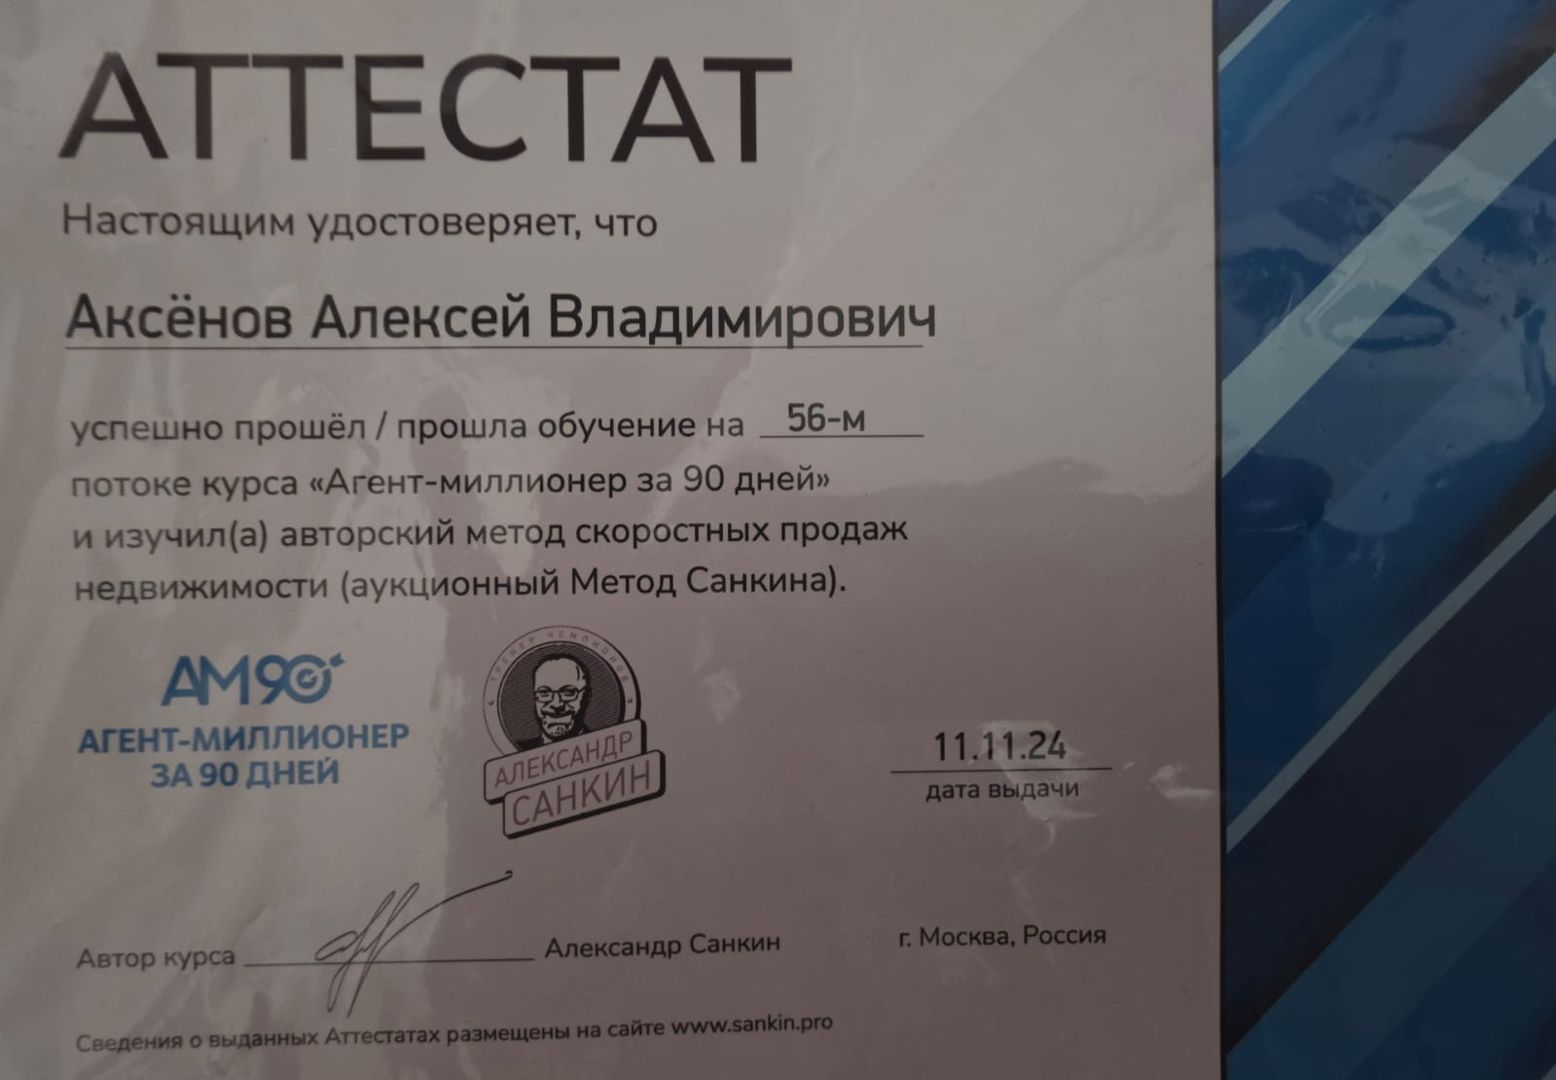 АТТЕСТАТ
Настоящим удостоверяет, что
Аксёнов Алексей Владимирович
успешно прошёл / прошла обучение на 56-м
потоке курса «Агент-миллионер за 90 дней»
и изучил(а) авторский метод скоростных продаж
недвижимости (аукционный Метод Санкина).
АМ90
АГЕНТ-МИЛЛИОНЕР
ЗА 90 ДНЕЙ
ТРЕКЕР ЧЕМПИОНОВ
АЛЕКСАНДР
САНКИН
11.11.24
дата выдачи
Автор курса Александр Санкин
г. Москва, Россия
Сведения о выданных Аттестатах размещены на сайте www.sankin.pro